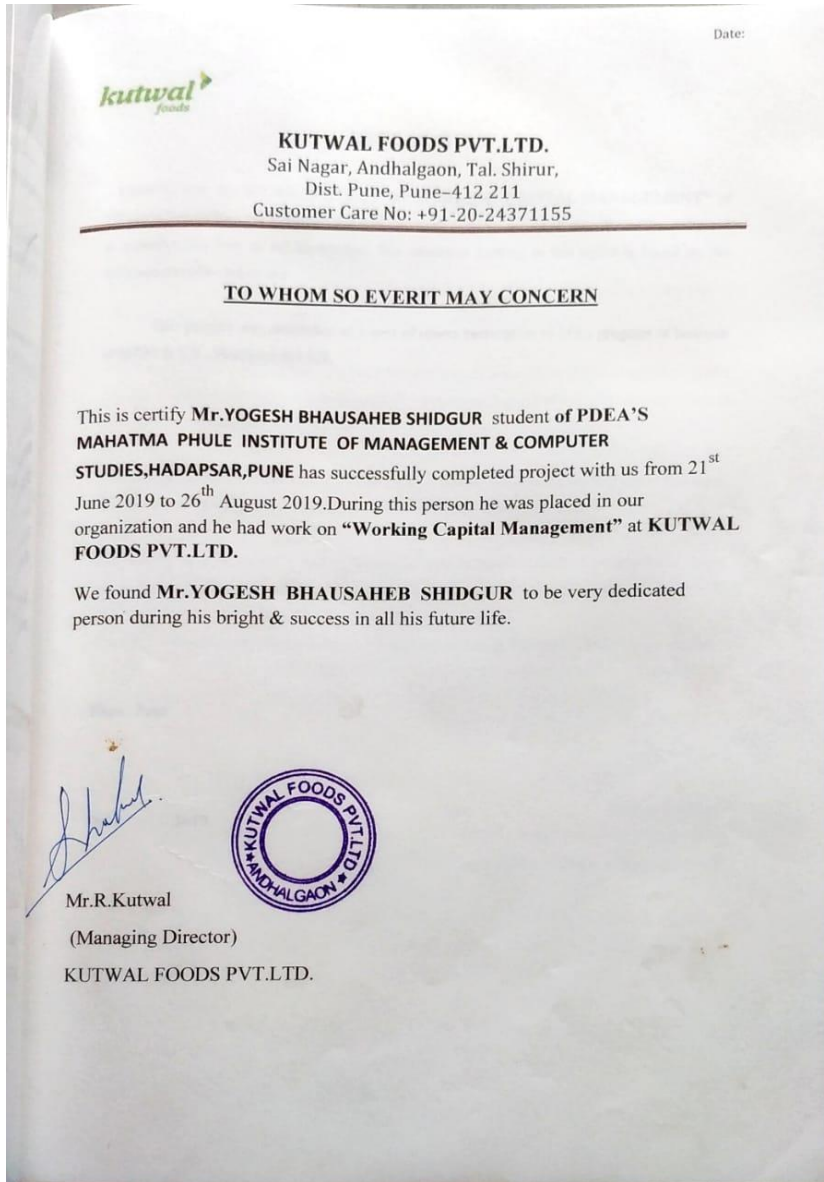 Date:
kutwal
foods
KUTWAL FOODS PVT.LTD.
Sai Nagar, Andhalgaon, Tal. Shirur,
Dist. Pune, Pune–412 211
Customer Care No: +91-20-24371155
TO WHOM SO EVERIT MAY CONCERN
This is certify Mr.YOGESH BHAUSAHEB SHIDGUR student of PDEA'S
MAHATMA PHULE INSTITUTE OF MANAGEMENT & COMPUTER
STUDIES,HADAPSAR,PUNE has successfully completed project with us from 21st
June 2019 to 26th August 2019.During this person he was placed in our
organization and he had work on “Working Capital Management” at KUTWAL
FOODS PVT.LTD.
We found Mr.YOGESH BHAUSAHEB SHIDGUR to be very dedicated
person during his bright & success in all his future life.
KUTWAL FOODS PVT.LTD
★ANDHALGAON★
Mr.R.Kutwal
(Managing Director)
KUTWAL FOODS PVT.LTD.